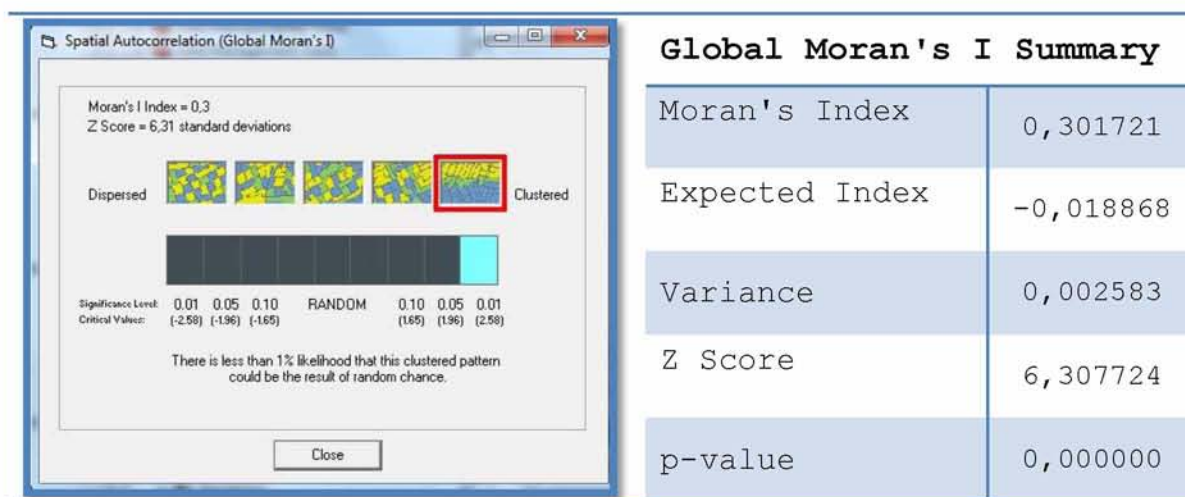 Spatial Autocorrelation (Global Moran's I)
Moran's I Index = 0,3
Z Score = 6,31 standard deviations
Dispersed
Clustered
Significance Level: 0.01 0.05 0.10 RANDOM 0.10 0.05 0.01
Critical Values: (-2.58) (-1.96) (-1.65) (1.65) (1.96) (2.58)
There is less than 1% likelihood that this clustered pattern
could be the result of random chance.
Close
Global Moran's I Summary
Moran's Index 0,301721
Expected Index -0,018868
Variance 0,002583
Z Score 6,307724
p-value 0,000000